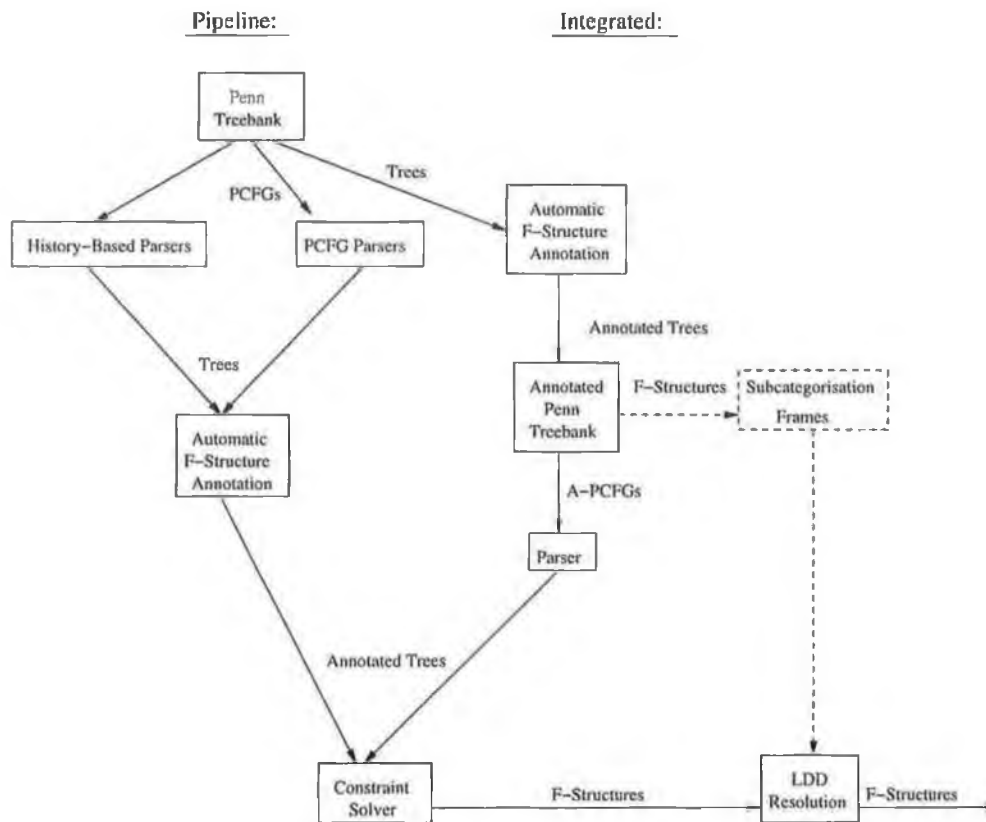 Pipeline:
Integrated:
Penn
Treebank
Trees
PCFGs
Automatic
F-Structure
Annotation
History-Based Parsers
PCFG Parsers
Annotated Trees
Trees
Annotated
Penn
Treebank
F-Structures
Subcategorisation
Frames
Automatic
F-Structure
Annotation
A-PCFGs
Parser
Annotated Trees
Constraint
Solver
F-Structures
LDD
Resolution
F-Structures